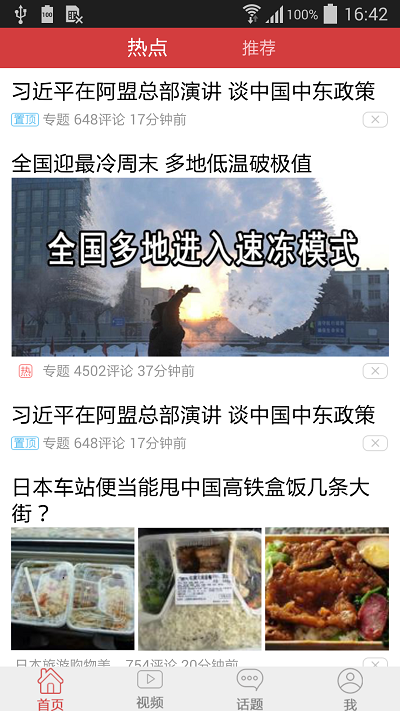 100
100%
16:42
热点
推荐
习近平在阿盟总部演讲 谈中国中东政策
置顶 专题 648评论 17分钟前
全国迎最冷周末 多地低温破极值
全国多地进入速冻模式
热 专题 4502评论 37分钟前
习近平在阿盟总部演讲 谈中国中东政策
置顶 专题 648评论 17分钟前
日本车站便当能甩中国高铁盒饭几条大
街？
日本旅游购物美... 754评论 20分钟前
首页
视频
话题
我